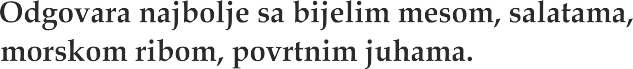 Odgovara najbolje sa bijelim mesom, salatama,
morskom ribom, povrtnim juhama.